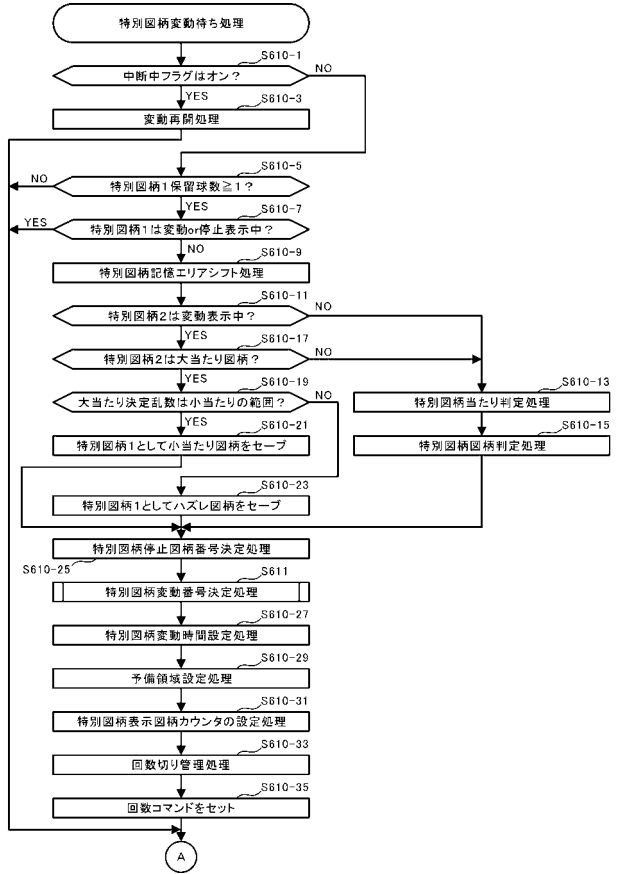 特別図柄変動待ち処理
S610-1
中断中フラグはオン?
NO
YES
S610-3
変動再開処理
S610-5
NO
特別図柄1保留球数≧1?
YES
S610-7
YES
特別図柄1は変動or停止表示中?
NO
S610-9
特別図柄記憶エリアシフト処理
S610-11
特別図柄2は変動表示中?
NO
YES
S610-17
特別図柄2は大当たり図柄?
NO
YES
S610-19
大当たり決定乱数は小当たりの範囲?
NO
S610-13
特別図柄当たり判定処理
YES
S610-21
特別図柄1として小当たり図柄をセーブ
S610-15
特別図柄図柄判定処理
S610-23
特別図柄1としてハズレ図柄をセーブ
特別図柄停止図柄番号決定処理
S610-25
S611
特別図柄変動番号決定処理
S610-27
特別図柄変動時間設定処理
S610-29
予備領域設定処理
S610-31
特別図柄表示図柄カウンタの設定処理
S610-33
回数切り管理処理
S610-35
回数コマンドをセット
A